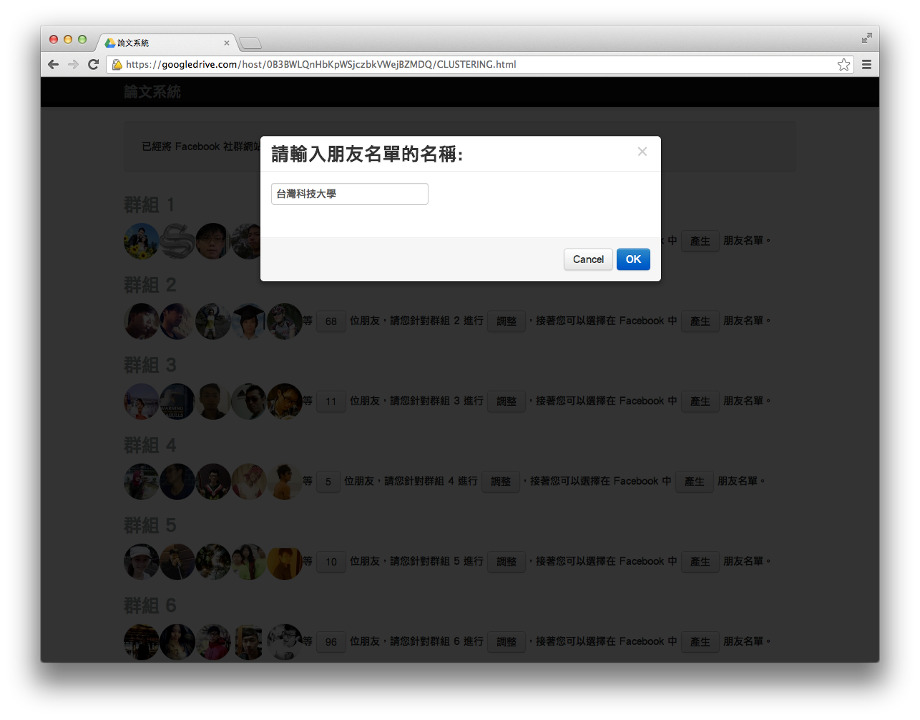 論文系統
https://googledrive.com/host/0B3BWLQnHbKpWSjczbkVWejBZMDQ/CLUSTERING.html
論文系統
已經將 Facebook 社群網站
請輸入朋友名單的名稱:
×
台灣科技大學
Cancel OK
群組 1
中 產生 朋友名單。
群組 2
等 68 位朋友，請您針對群組 2 進行 調整 ，接著您可以選擇在 Facebook 中 產生 朋友名單。
群組 3
等 11 位朋友，請您針對群組 3 進行 調整 ，接著您可以選擇在 Facebook 中 產生 朋友名單。
群組 4
等 5 位朋友，請您針對群組 4 進行 調整 ，接著您可以選擇在 Facebook 中 產生 朋友名單。
群組 5
等 10 位朋友，請您針對群組 5 進行 調整 ，接著您可以選擇在 Facebook 中 產生 朋友名單。
群組 6
等 96 位朋友，請您針對群組 6 進行 調整 ，接著您可以選擇在 Facebook 中 產生 朋友名單。